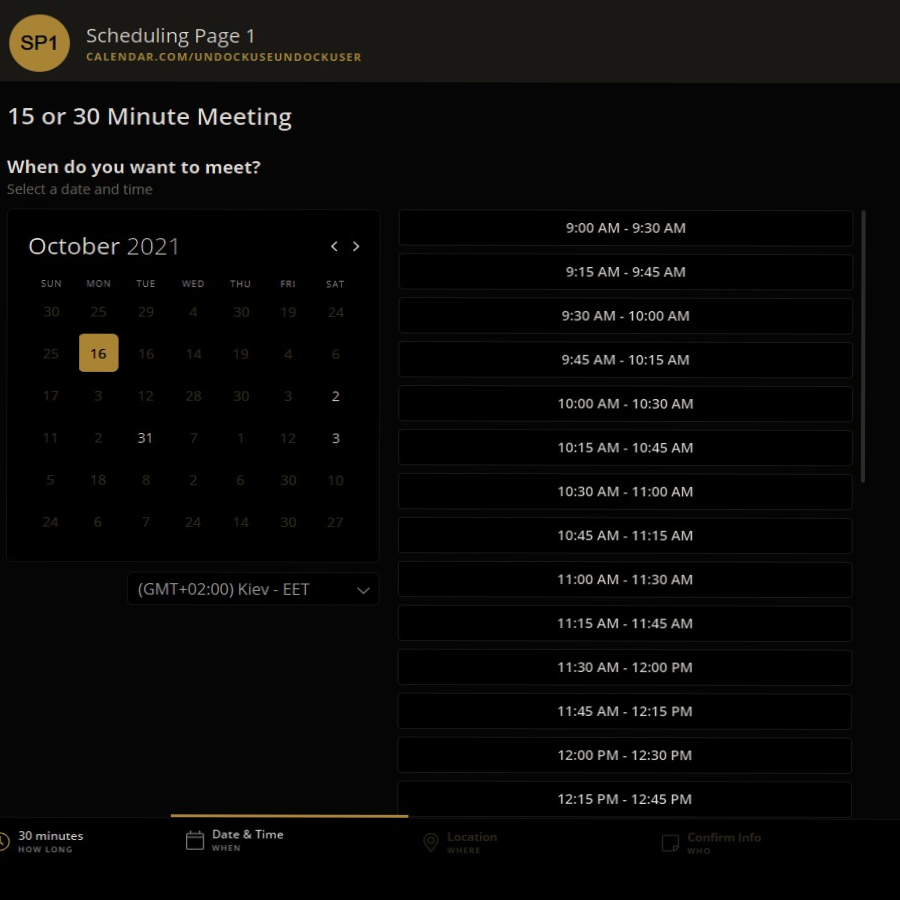 SP1
Scheduling Page 1
CALENDAR.COM/UNDOCKUSEUNDOCKUSER
15 or 30 Minute Meeting
When do you want to meet?
Select a date and time
October 2021
SUN MON TUE WED THU FRI SAT
30 25 29 4 30 19 24
25 16 16 14 19 4 6
17 3 12 28 30 3 2
11 2 31 7 1 12 3
5 18 8 2 6 30 10
24 6 7 24 14 30 27
(GMT+02:00) Kiev - EET
9:00 AM - 9:30 AM
9:15 AM - 9:45 AM
9:30 AM - 10:00 AM
9:45 AM - 10:15 AM
10:00 AM - 10:30 AM
10:15 AM - 10:45 AM
10:30 AM - 11:00 AM
10:45 AM - 11:15 AM
11:00 AM - 11:30 AM
11:15 AM - 11:45 AM
11:30 AM - 12:00 PM
11:45 AM - 12:15 PM
12:00 PM - 12:30 PM
12:15 PM - 12:45 PM
30 minutes
HOW LONG
Date & Time
WHEN
Location
WHERE
Confirm Info
WHO